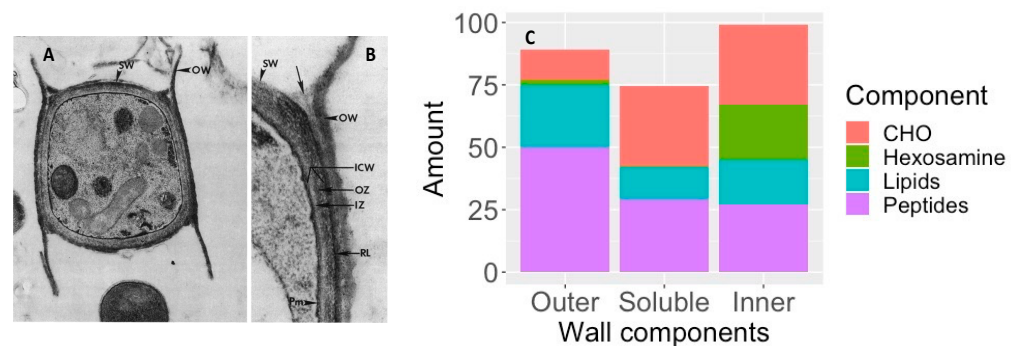 A
SW
OW
B
SW
OW
ICW
OZ
IZ
RL
Pm
C
100
75
50
25
0
Amount
Outer Soluble Inner
Wall components
Component
CHO
Hexosamine
Lipids
Peptides